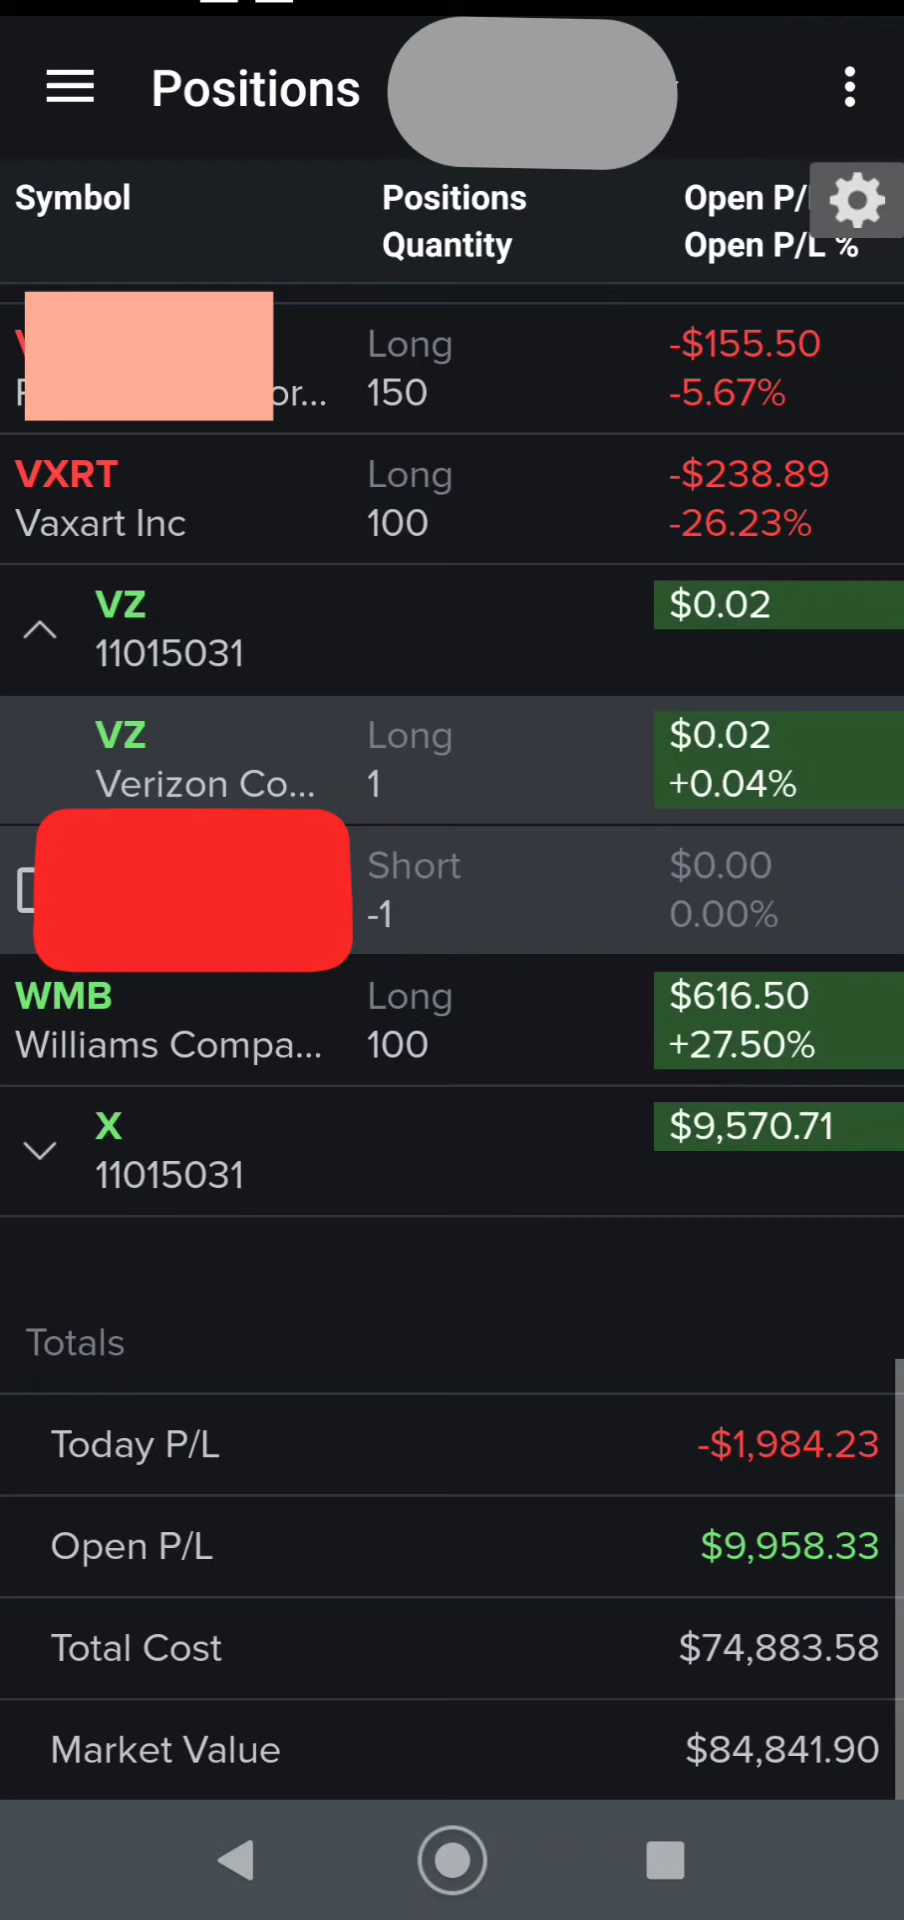 Positions
Symbol
Positions
Quantity
Open P/
Open P/L %
or...
Long
150
-$155.50
-5.67%
VXRT
Vaxart Inc
Long
100
-$238.89
-26.23%
VZ
11015031
$0.02
VZ
Verizon Co...
Long
1
$0.02
+0.04%
Short
-1
$0.00
0.00%
WMB
Williams Compa...
Long
100
$616.50
+27.50%
X
11015031
$9,570.71
Totals
Today P/L
-$1,984.23
Open P/L
$9,958.33
Total Cost
$74,883.58
Market Value
$84,841.90